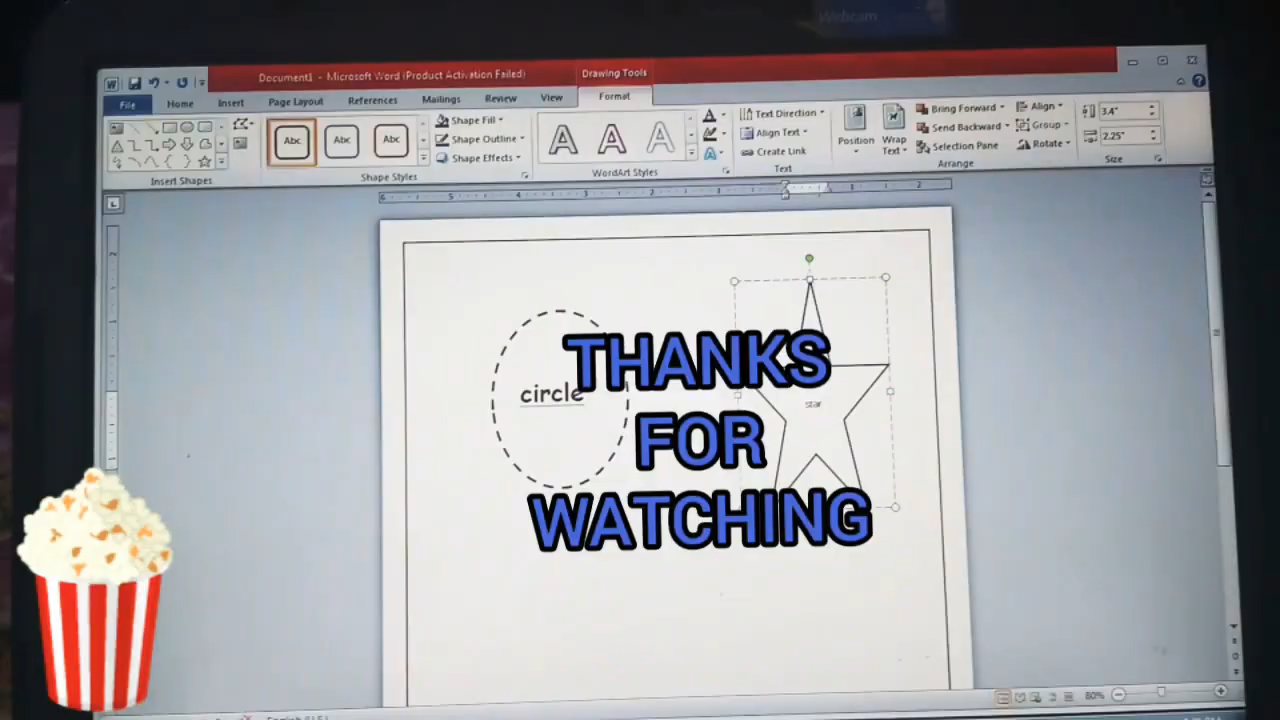 Webcam
Document1 - Microsoft Word (Product Activation Failed)
Drawing Tools
File Home Insert Page Layout References Mailings Review View Format
Abc Abc Abc
Shape Fill
Shape Outline
Shape Effects
A A A
Text Direction
Align Text
Create Link
Position
Wrap Text
Bring Forward
Send Backward
Selection Pane
Align
Group
Rotate
3.4"
2.25"
Insert Shapes Shape Styles WordArt Styles Text Arrange Size
circle
star
THANKS
FOR
WATCHING
80%